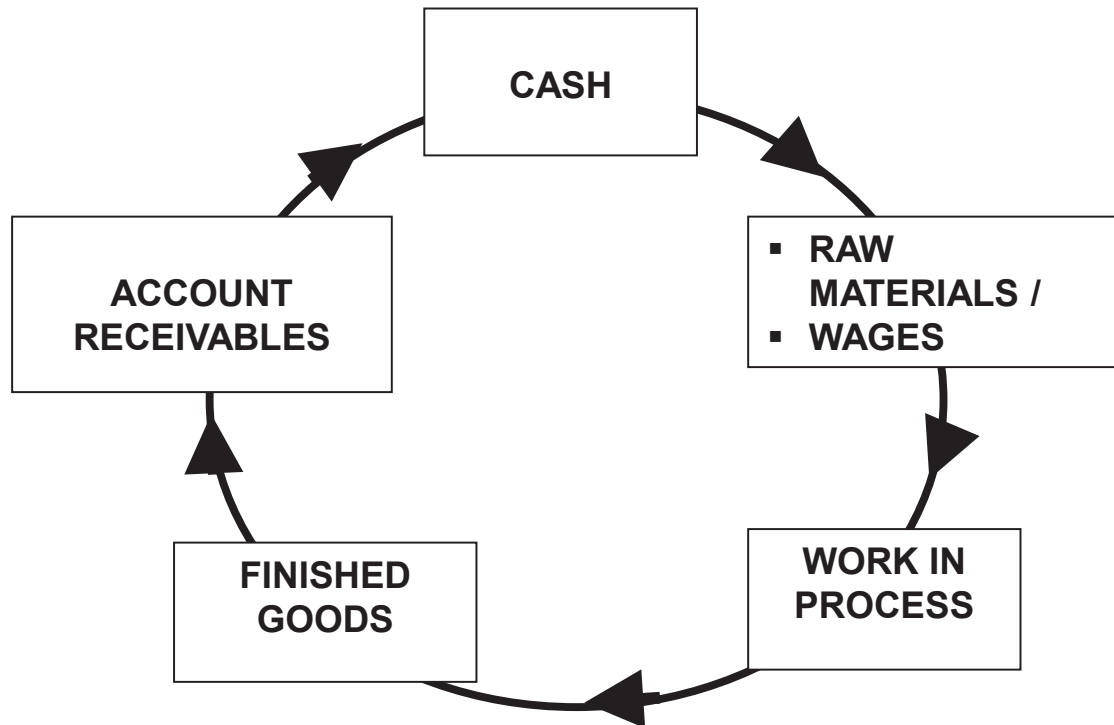 CASH
▪ RAW
MATERIALS /
▪ WAGES
WORK IN
PROCESS
FINISHED
GOODS
ACCOUNT
RECEIVABLES